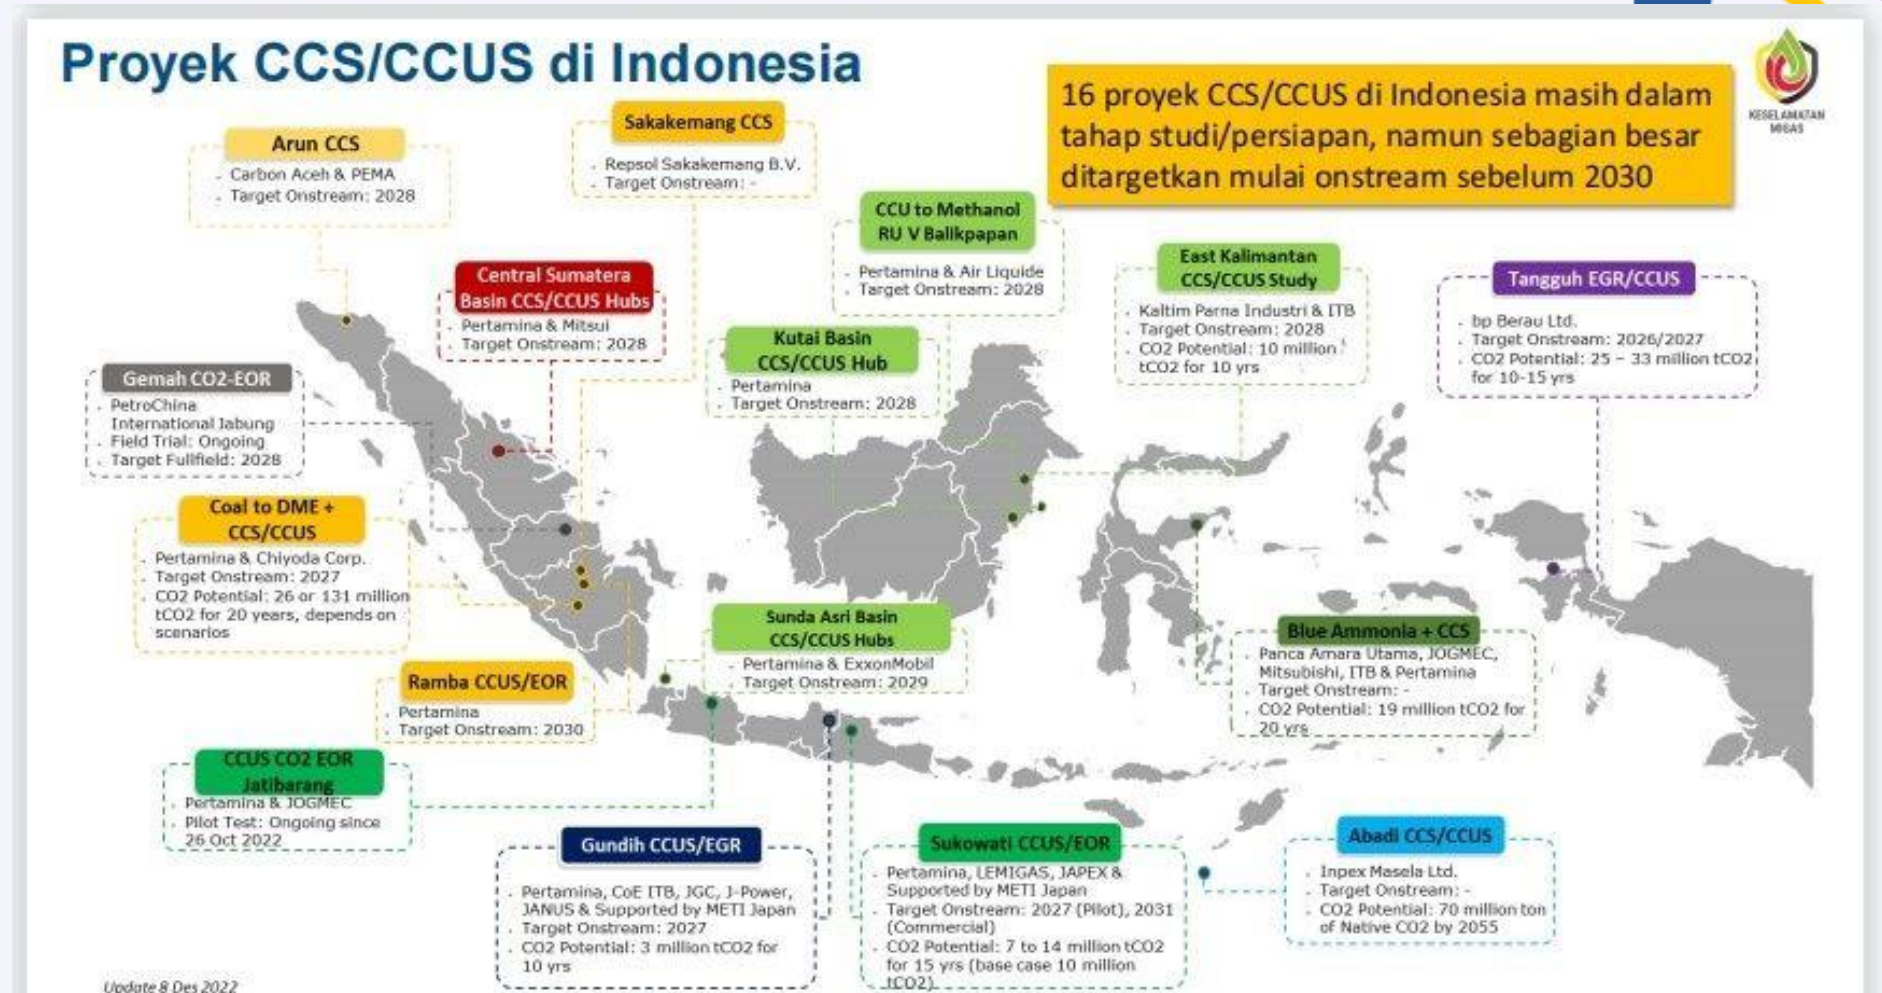 Proyek CCS/CCUS di Indonesia
16 proyek CCS/CCUS di Indonesia masih dalam
tahap studi/persiapan, namun sebagian besar
ditargetkan mulai onstream sebelum 2030
KESELAMATAN
MIGAS
Arun CCS
- Carbon Aceh & PEMA
- Target Onstream: 2028
Sakakemang CCS
- Repsol Sakakemang B.V.
- Target Onstream: -
Central Sumatera
Basin CCS/CCUS Hubs
- Pertamina & Mitsui
- Target Onstream: 2028
CCU to Methanol
RU V Balikpapan
- Pertamina & Air Liquide
- Target Onstream: 2028
East Kalimantan
CCS/CCUS Study
- Kaltim Parna Industri & ITB
- Target Onstream: 2028
- CO2 Potential: 10 million
tCO2 for 10 yrs
Tangguh EGR/CCUS
- bp Berau Ltd.
- Target Onstream: 2026/2027
- CO2 Potential: 25 – 33 million tCO2
for 10-15 yrs
Kutai Basin
CCS/CCUS Hub
- Pertamina
- Target Onstream: 2028
Gemah CO2-EOR
- PetroChina
International Jabung
- Field Trial: Ongoing
- Target Fullfield: 2028
Coal to DME +
CCS/CCUS
- Pertamina & Chiyoda Corp.
- Target Onstream: 2027
- CO2 Potential: 26 or 131 million
tCO2 for 20 years, depends on
scenarios
Sunda Asri Basin
CCS/CCUS Hubs
- Pertamina & ExxonMobil
- Target Onstream: 2029
Blue Ammonia + CCS
- Panca Amara Utama, JOGMEC,
Mitsubishi, ITB & Pertamina
- Target Onstream: -
- CO2 Potential: 19 million tCO2 for
20 yrs
Ramba CCUS/EOR
- Pertamina
- Target Onstream: 2030
CCUS CO2 EOR
Jatibarang
- Pertamina & JOGMEC
- Pilot Test: Ongoing since
26 Oct 2022
Gundih CCUS/EGR
- Pertamina, CoE ITB, JGC, J-Power,
JANUS & Supported by METI Japan
- Target Onstream: 2027
- CO2 Potential: 3 million tCO2 for
10 yrs
Sukowati CCUS/EOR
- Pertamina, LEMIGAS, JAPEX &
Supported by METI Japan
- Target Onstream: 2027 (Pilot), 2031
(Commercial)
- CO2 Potential: 7 to 14 million tCO2
for 15 yrs (base case 10 million
tCO2)
Abadi CCS/CCUS
- Inpex Masela Ltd.
- Target Onstream: -
- CO2 Potential: 70 million ton
of Native CO2 by 2055
Update 8 Des 2022